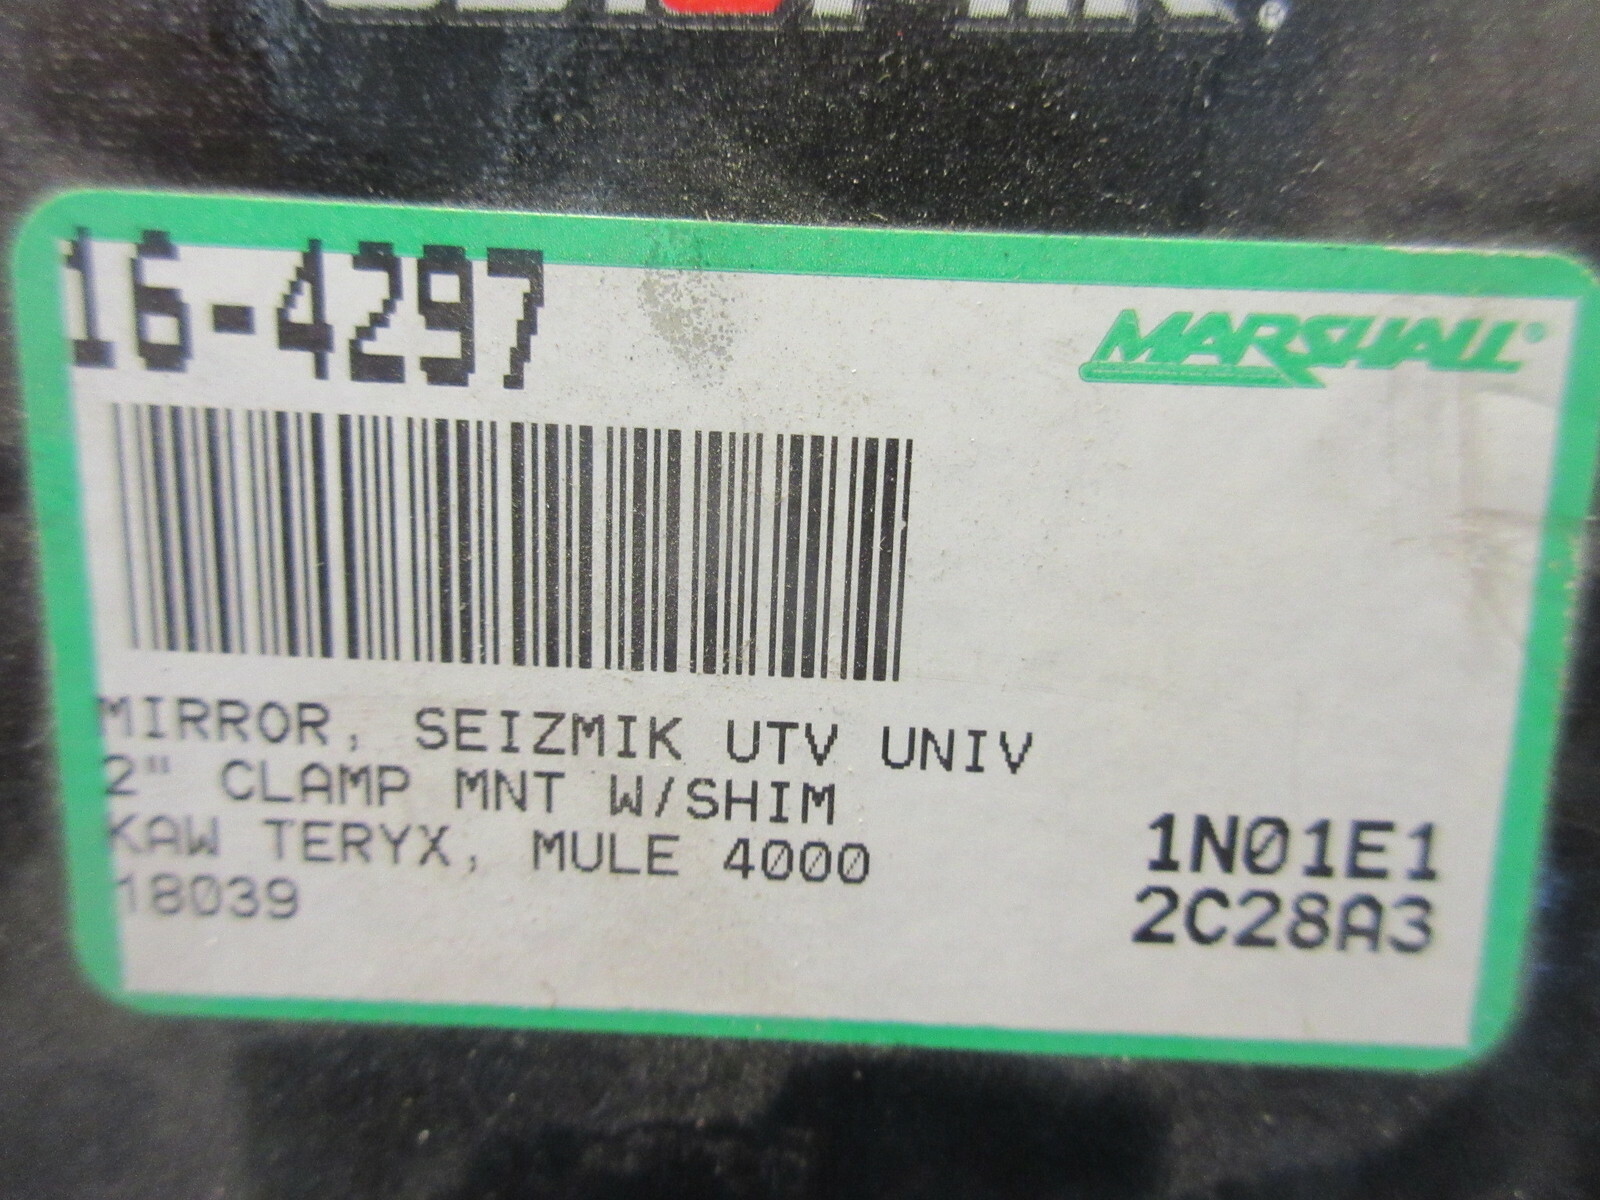 16-4297
MARSHALL®
MIRROR, SEIZMIK UTV UNIV
2" CLAMP MNT W/SHIM
KAW TERYX, MULE 4000
18039
1N01E1
2C28A3